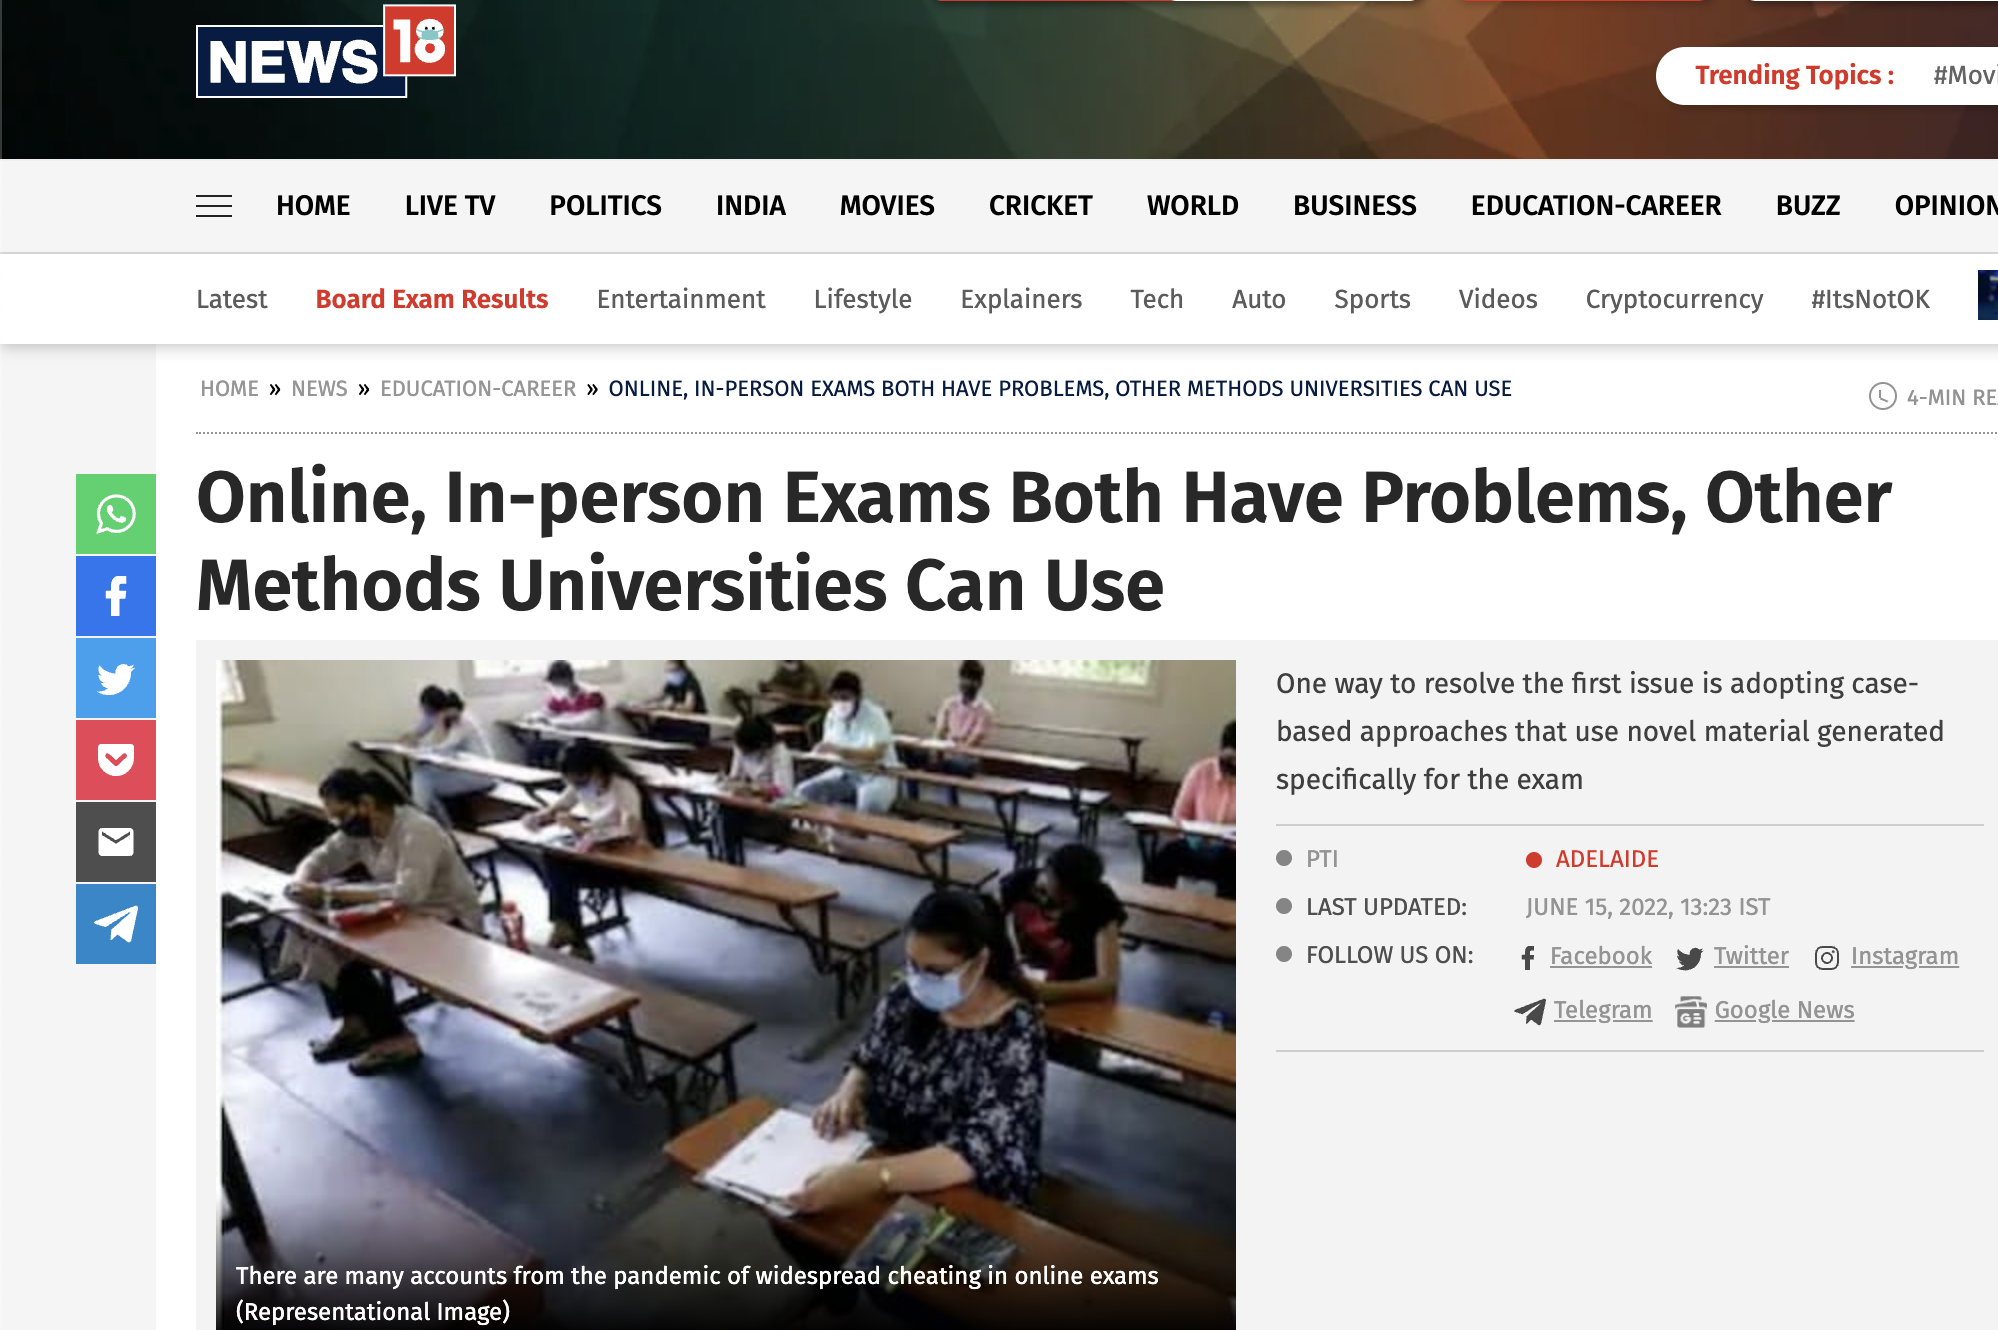 NEWS 18
Trending Topics :
HOME LIVE TV POLITICS INDIA MOVIES CRICKET WORLD BUSINESS EDUCATION-CAREER BUZZ OPINION
Latest Board Exam Results Entertainment Lifestyle Explainers Tech Auto Sports Videos Cryptocurrency #ItsNotOK
HOME » NEWS » EDUCATION-CAREER » ONLINE, IN-PERSON EXAMS BOTH HAVE PROBLEMS, OTHER METHODS UNIVERSITIES CAN USE
4-MIN
Online, In-person Exams Both Have Problems, Other
Methods Universities Can Use
One way to resolve the first issue is adopting case-
based approaches that use novel material generated
specifically for the exam
PTI ADELAIDE
LAST UPDATED: JUNE 15, 2022, 13:23 IST
FOLLOW US ON: Facebook Twitter Instagram
Telegram Google News
There are many accounts from the pandemic of widespread cheating in online exams
(Representational Image)